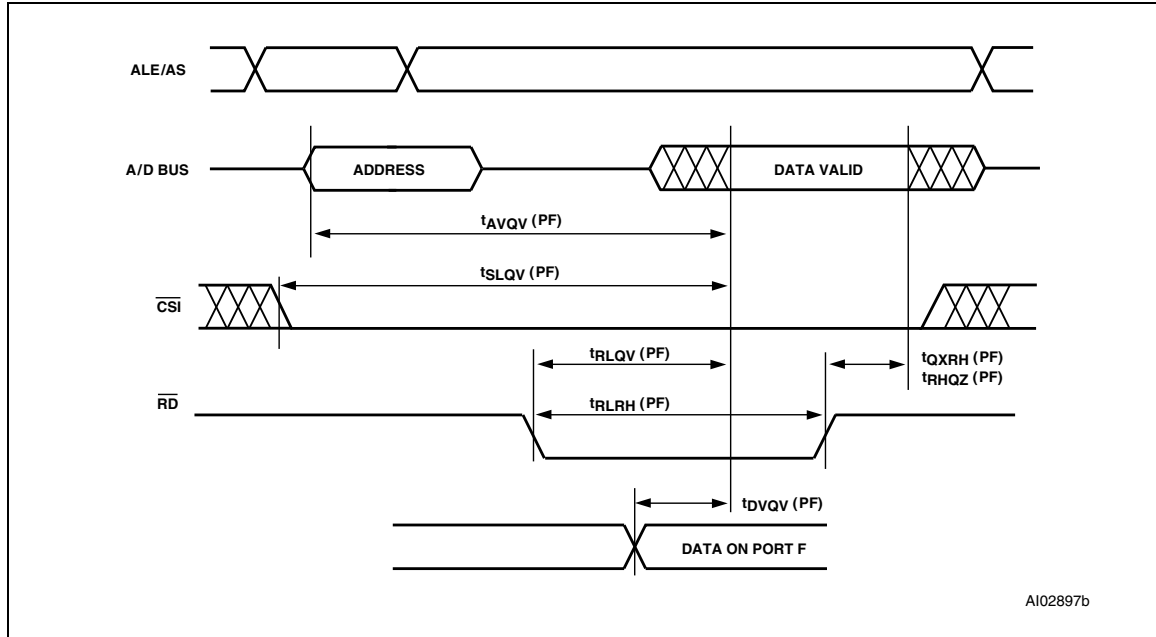 ALE/AS
A/D BUS
ADDRESS
DATA VALID
tAVQV (PF)
tSLQV (PF)
CSI
tRLQV (PF)
tQXRH (PF)
tRHQZ (PF)
RD
tRLRH (PF)
tDVQV (PF)
DATA ON PORT F
AI02897b